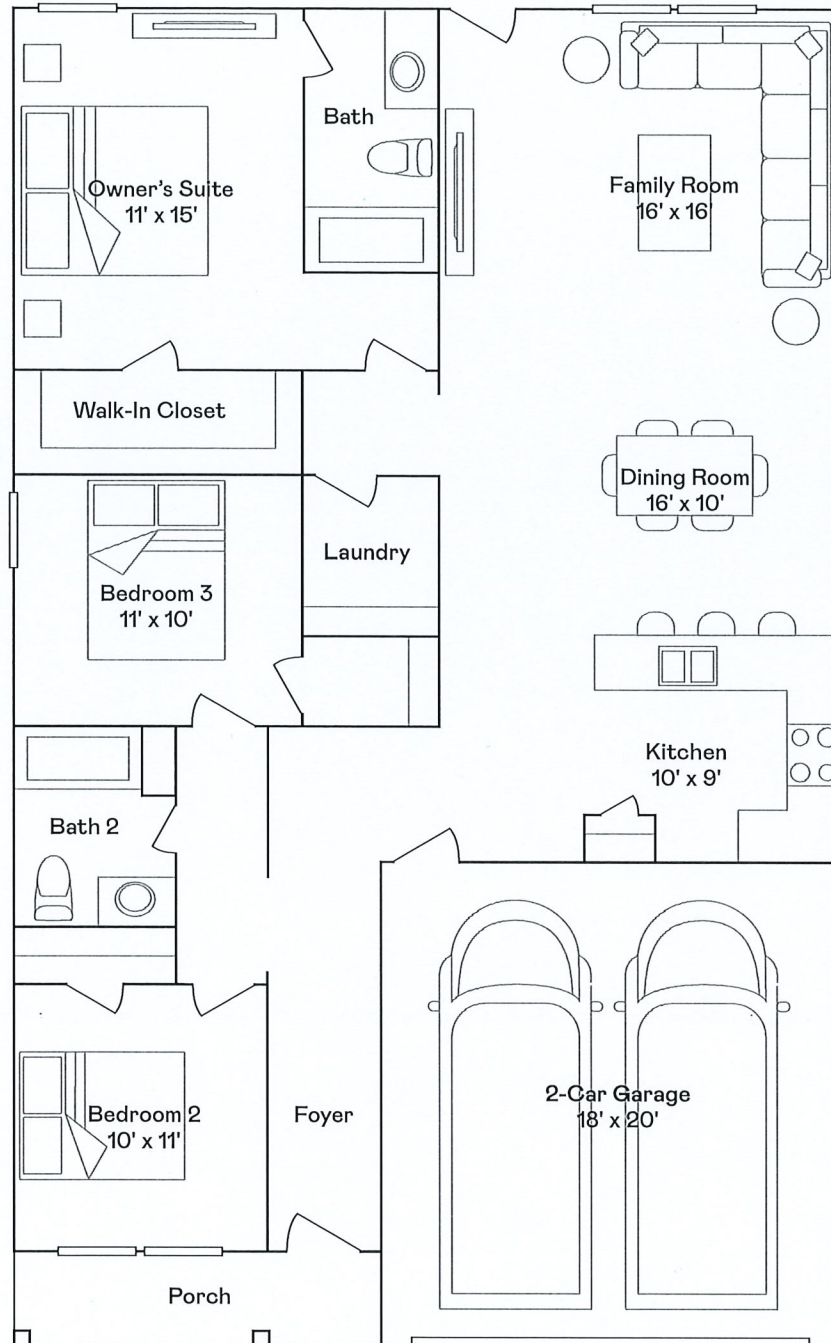 Bath
Owner's Suite
11' x 15'
Family Room
16' x 16'
Walk-In Closet
Dining Room
16' x 10'
Laundry
Bedroom 3
11' x 10'
Kitchen
10' x 9'
Bath 2
2-Car Garage
18' x 20'
Bedroom 2
10' x 11'
Foyer
Porch